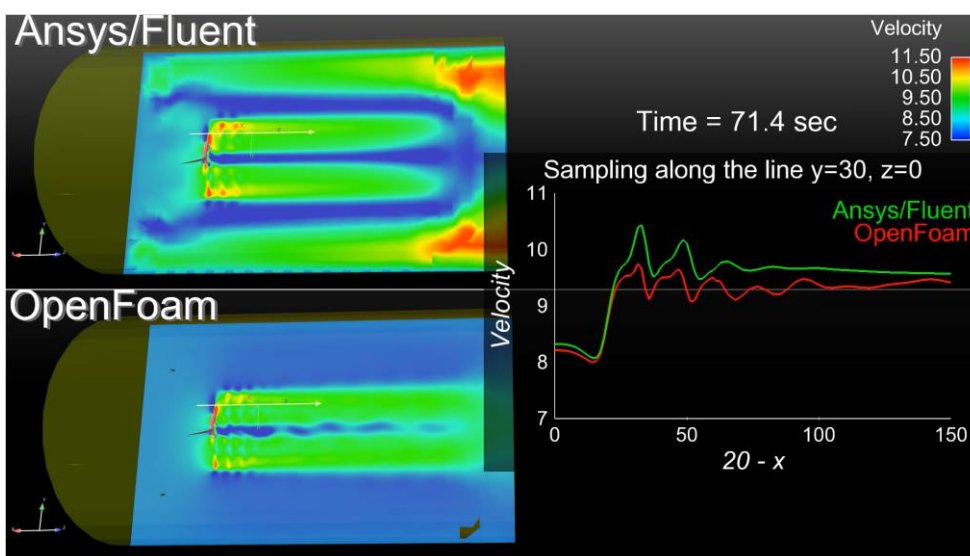 Ansys/Fluent
Velocity
11.50
10.50
9.50
8.50
7.50
Time = 71.4 sec
Sampling along the line y=30, z=0
11
10
9
8
7
Velocity
Ansys/Fluent
OpenFoam
0
50
100
150
20 - x
OpenFoam